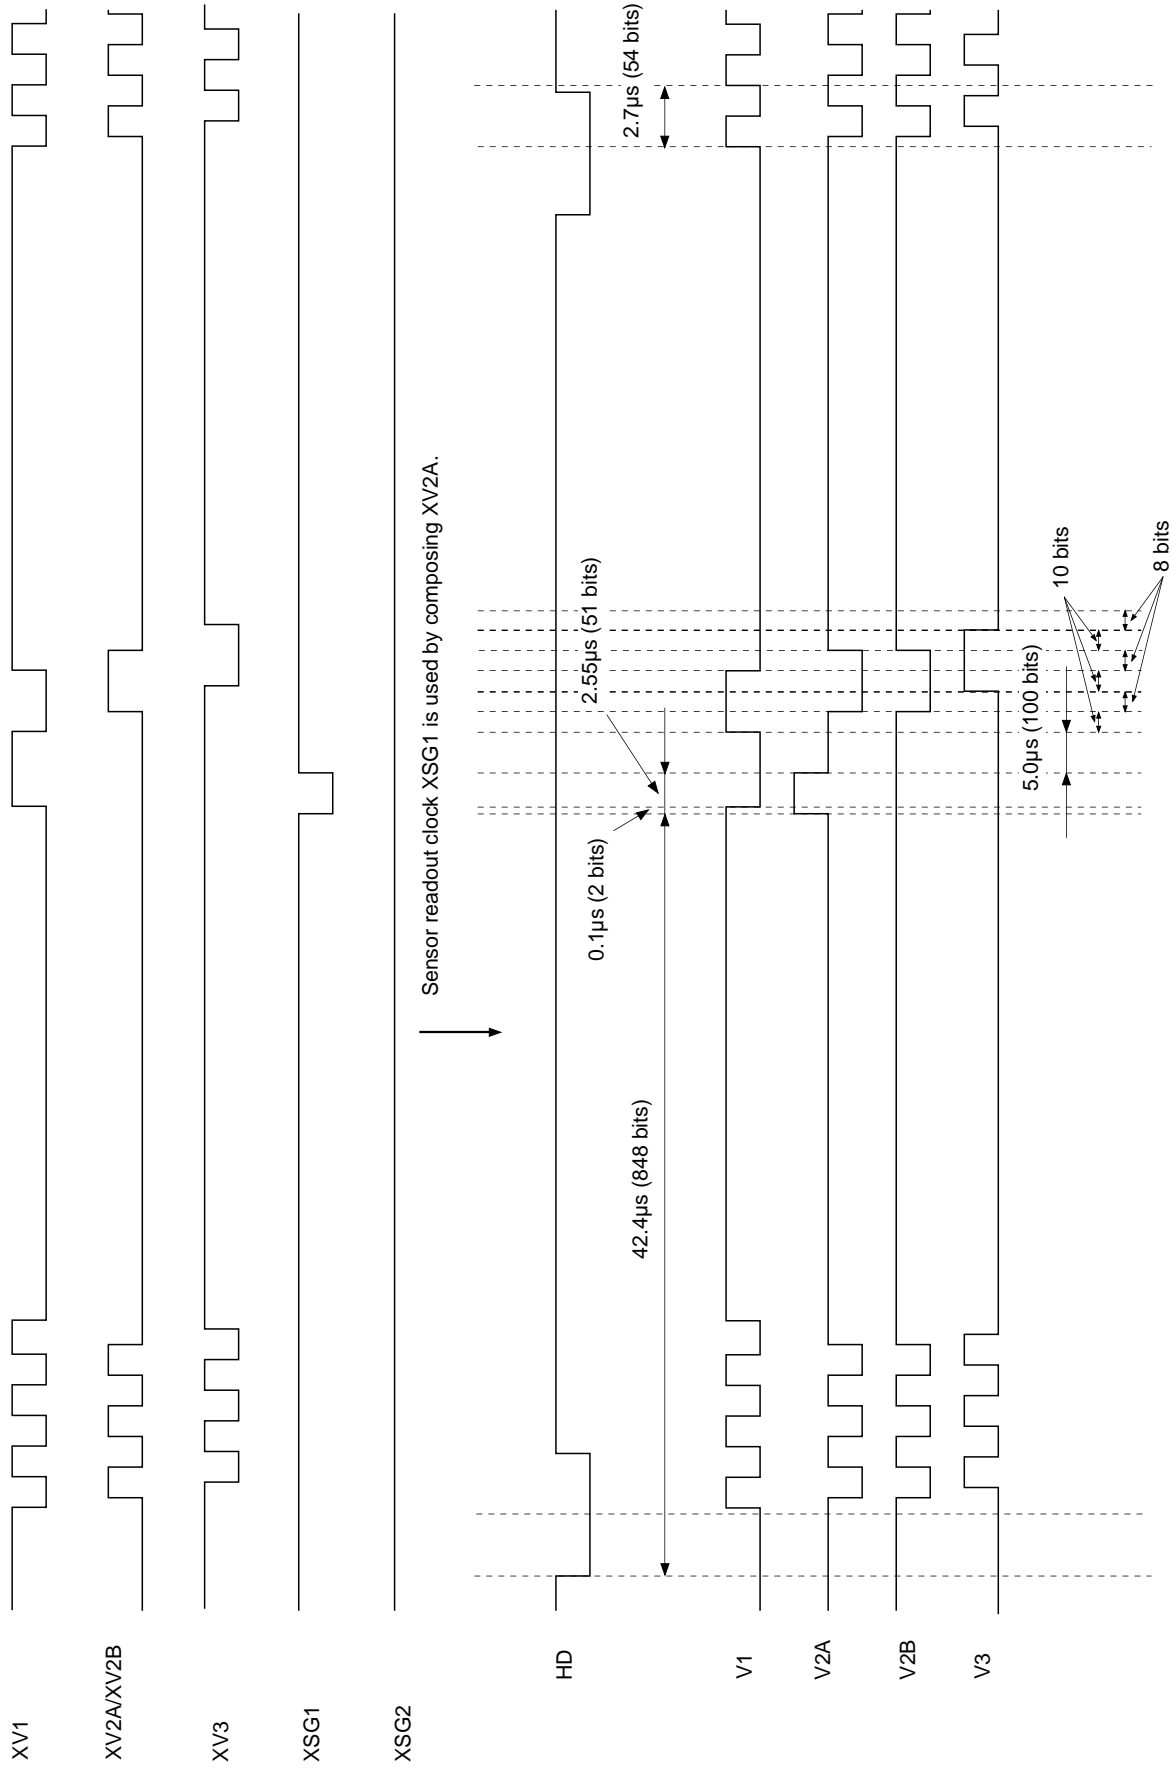 XV1
XV2A/XV2B
XV3
XSG1
XSG2
Sensor readout clock XSG1 is used by composing XV2A.
HD
42.4µs (848 bits)
0.1µs (2 bits)
2.55µs (51 bits)
2.7µs (54 bits)
V1
V2A
V2B
V3
5.0µs (100 bits)
10 bits
8 bits